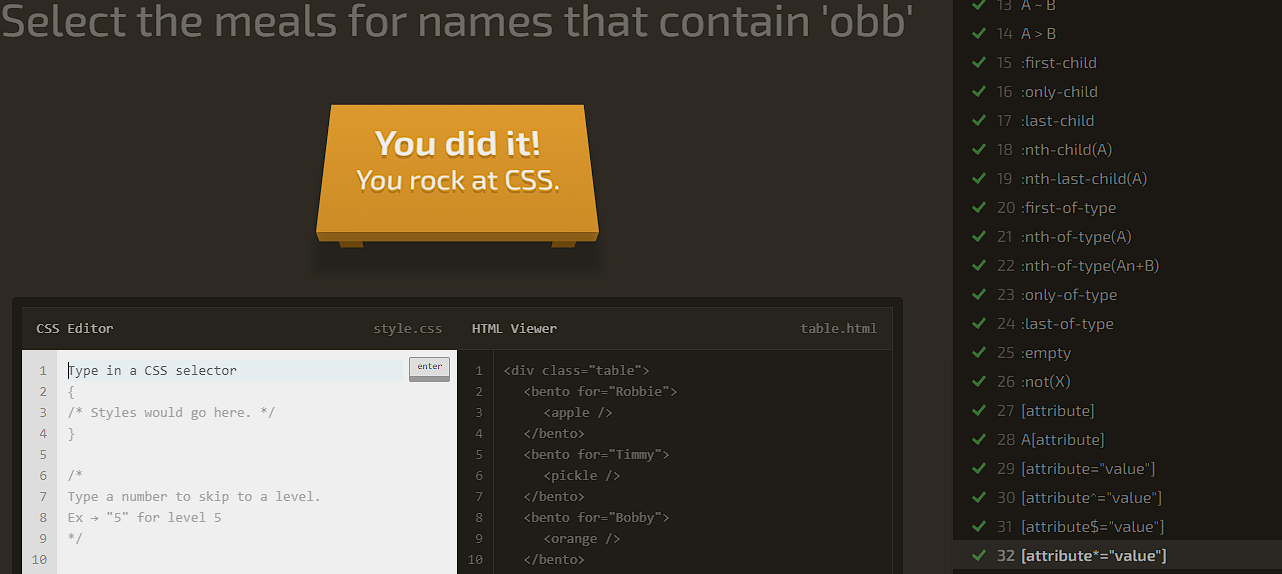 Select the meals for names that contain 'obb'
You did it!
You rock at CSS.
CSS Editor
style.css
1 Type in a CSS selector
enter
2 {
3 /* Styles would go here. */
4 }
5
6 /*
7 Type a number to skip to a level.
8 Ex → "5" for level 5
9 */
10
HTML Viewer
table.html
1 <div class="table">
2 <bento for="Robbie">
3 <apple />
4 </bento>
5 <bento for="Timmy">
6 <pickle />
7 </bento>
8 <bento for="Bobby">
9 <orange />
10 </bento>
13 A ~ B
14 A > B
15 :first-child
16 :only-child
17 :last-child
18 :nth-child(A)
19 :nth-last-child(A)
20 :first-of-type
21 :nth-of-type(A)
22 :nth-of-type(An+B)
23 :only-of-type
24 :last-of-type
25 :empty
26 :not(X)
27 [attribute]
28 A[attribute]
29 [attribute="value"]
30 [attribute^="value"]
31 [attribute$="value"]
32 [attribute*="value"]